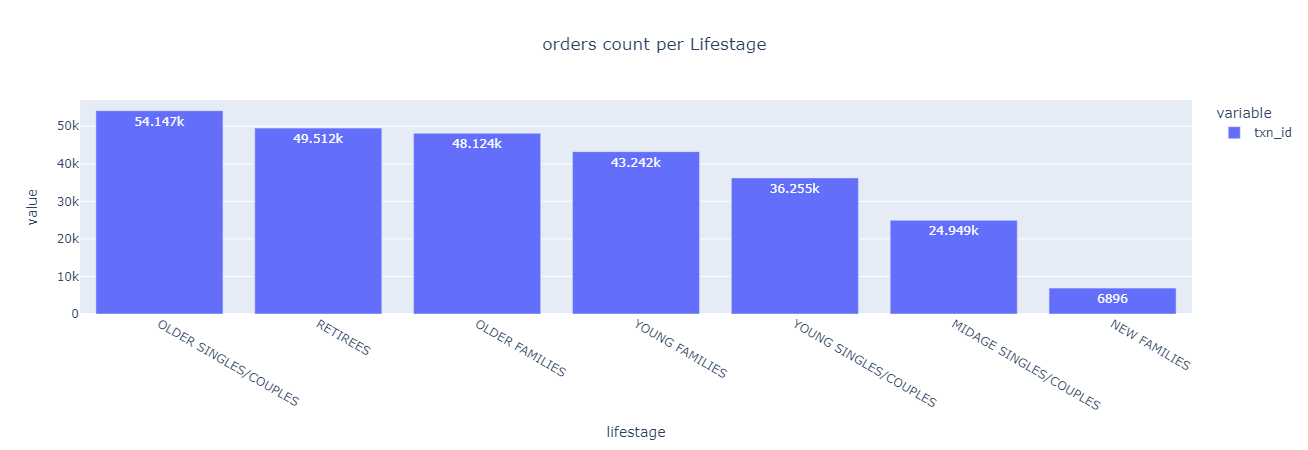 orders count per Lifestage
variable
txn_id
value
50k
40k
30k
20k
10k
0
54.147k
49.512k
48.124k
43.242k
36.255k
24.949k
6896
OLDER SINGLES/COUPLES
RETIREES
OLDER FAMILIES
YOUNG FAMILIES
YOUNG SINGLES/COUPLES
MIDAGE SINGLES/COUPLES
NEW FAMILIES
lifestage